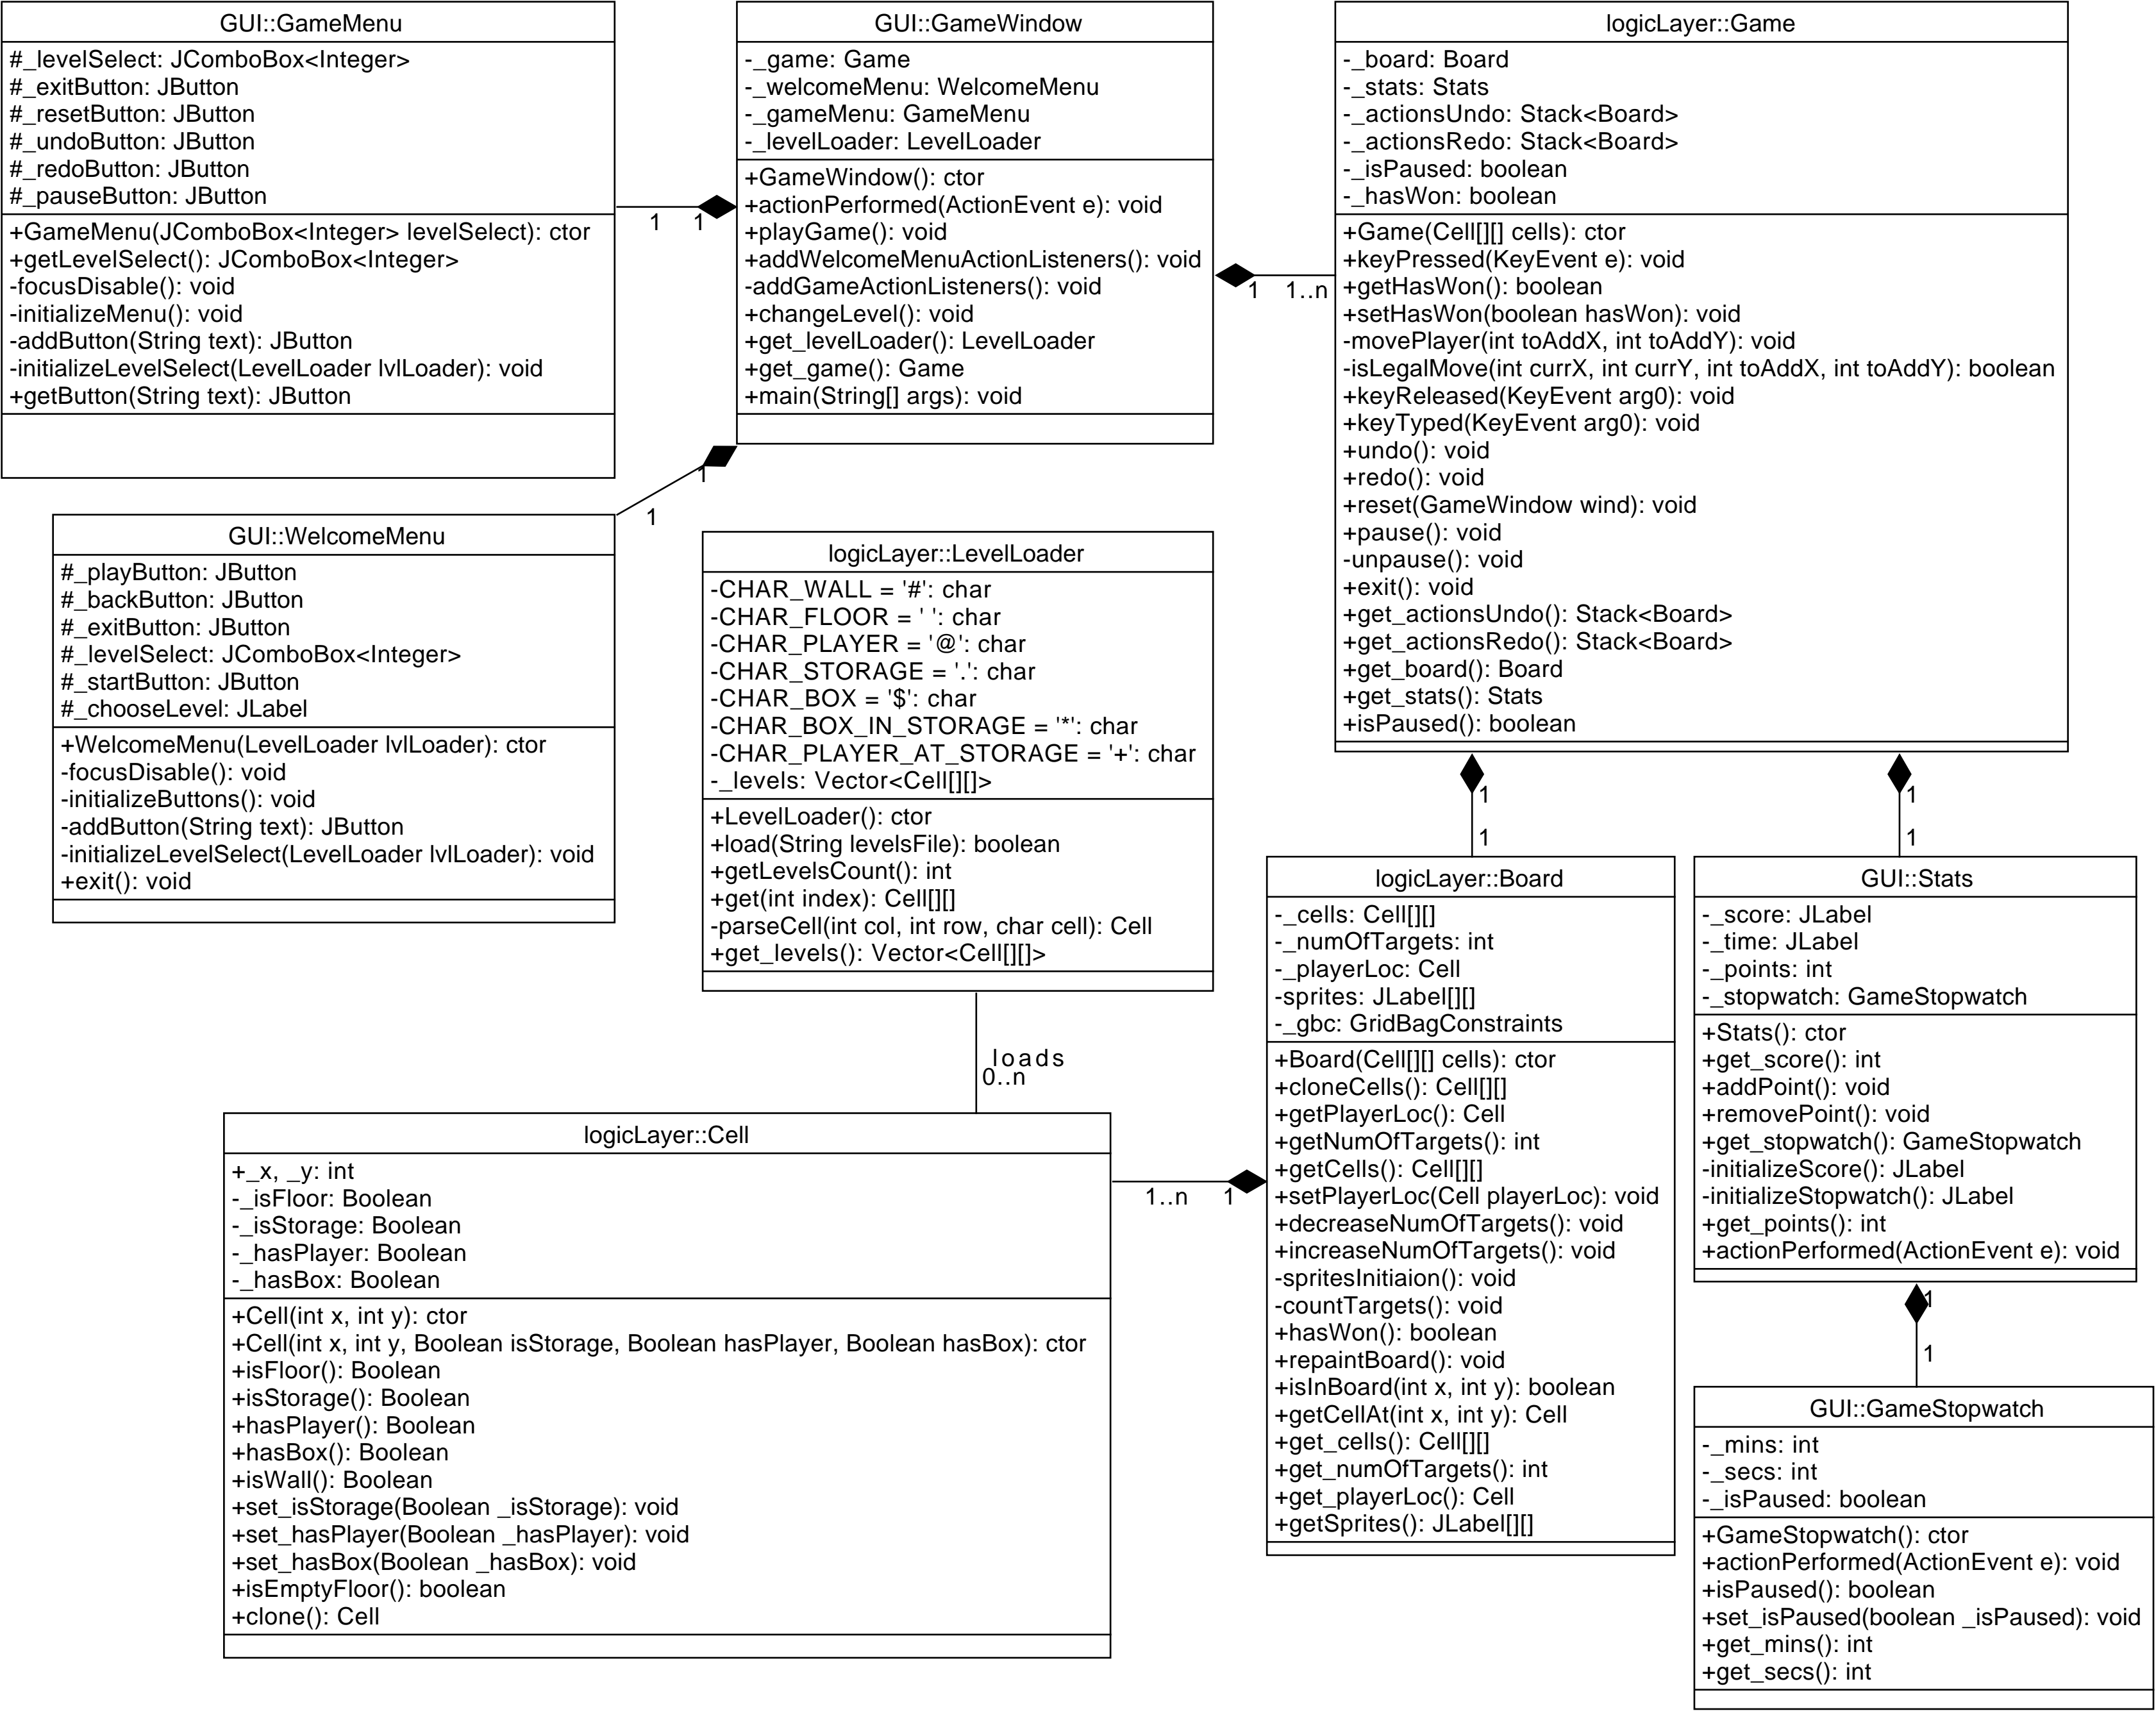 GUI::GameMenu
#_levelSelect: JComboBox<Integer>
#_exitButton: JButton
#_resetButton: JButton
#_undoButton: JButton
#_redoButton: JButton
#_pauseButton: JButton
+GameMenu(JComboBox<Integer> levelSelect): ctor
+getLevelSelect(): JComboBox<Integer>
-focusDisable(): void
-initializeMenu(): void
-addButton(String text): JButton
-initializeLevelSelect(LevelLoader lvlLoader): void
+getButton(String text): JButton
1 1
GUI::GameWindow
-_game: Game
-_welcomeMenu: WelcomeMenu
-_gameMenu: GameMenu
-_levelLoader: LevelLoader
+GameWindow(): ctor
+actionPerformed(ActionEvent e): void
+playGame(): void
+addWelcomeMenuActionListeners(): void
-addGameActionListeners(): void
+changeLevel(): void
+get_levelLoader(): LevelLoader
+get_game(): Game
+main(String[] args): void
1 1..n
logicLayer::Game
-_board: Board
-_stats: Stats
-_actionsUndo: Stack<Board>
-_actionsRedo: Stack<Board>
-_isPaused: boolean
-_hasWon: boolean
+Game(Cell[][] cells): ctor
+keyPressed(KeyEvent e): void
+getHasWon(): boolean
+setHasWon(boolean hasWon): void
-movePlayer(int toAddX, int toAddY): void
-isLegalMove(int currX, int currY, int toAddX, int toAddY): boolean
+keyReleased(KeyEvent arg0): void
+keyTyped(KeyEvent arg0): void
+undo(): void
+redo(): void
+reset(GameWindow wind): void
+pause(): void
-unpause(): void
+exit(): void
+get_actionsUndo(): Stack<Board>
+get_actionsRedo(): Stack<Board>
+get_board(): Board
+get_stats(): Stats
+isPaused(): boolean
1
1
GUI::WelcomeMenu
#_playButton: JButton
#_backButton: JButton
#_exitButton: JButton
#_levelSelect: JComboBox<Integer>
#_startButton: JButton
#_chooseLevel: JLabel
+WelcomeMenu(LevelLoader lvlLoader): ctor
-focusDisable(): void
-initializeButtons(): void
-addButton(String text): JButton
-initializeLevelSelect(LevelLoader lvlLoader): void
+exit(): void
logicLayer::LevelLoader
-CHAR_WALL = '#': char
-CHAR_FLOOR = ' ': char
-CHAR_PLAYER = '@': char
-CHAR_STORAGE = '.': char
-CHAR_BOX = '$': char
-CHAR_BOX_IN_STORAGE = '*': char
-CHAR_PLAYER_AT_STORAGE = '+': char
-_levels: Vector<Cell[][]>
+LevelLoader(): ctor
+load(String levelsFile): boolean
+getLevelsCount(): int
+get(int index): Cell[][]
-parseCell(int col, int row, char cell): Cell
+get_levels(): Vector<Cell[][]>
loads
0..n
1
1
1
1
logicLayer::Board
-_cells: Cell[][]
-_numOfTargets: int
-_playerLoc: Cell
-sprites: JLabel[][]
-_gbc: GridBagConstraints
+Board(Cell[][] cells): ctor
+cloneCells(): Cell[][]
+getPlayerLoc(): Cell
+getNumOfTargets(): int
+getCells(): Cell[][]
+setPlayerLoc(Cell playerLoc): void
+decreaseNumOfTargets(): void
+increaseNumOfTargets(): void
-spritesInitiaion(): void
-countTargets(): void
+hasWon(): boolean
+repaintBoard(): void
+isInBoard(int x, int y): boolean
+getCellAt(int x, int y): Cell
+get_cells(): Cell[][]
+get_numOfTargets(): int
+get_playerLoc(): Cell
+getSprites(): JLabel[][]
GUI::Stats
-_score: JLabel
-_time: JLabel
-_points: int
-_stopwatch: GameStopwatch
+Stats(): ctor
+get_score(): int
+addPoint(): void
+removePoint(): void
+get_stopwatch(): GameStopwatch
-initializeScore(): JLabel
-initializeStopwatch(): JLabel
+get_points(): int
+actionPerformed(ActionEvent e): void
1
1
logicLayer::Cell
+_x, _y: int
-_isFloor: Boolean
-_isStorage: Boolean
-_hasPlayer: Boolean
-_hasBox: Boolean
+Cell(int x, int y): ctor
+Cell(int x, int y, Boolean isStorage, Boolean hasPlayer, Boolean hasBox): ctor
+isFloor(): Boolean
+isStorage(): Boolean
+hasPlayer(): Boolean
+hasBox(): Boolean
+isWall(): Boolean
+set_isStorage(Boolean _isStorage): void
+set_hasPlayer(Boolean _hasPlayer): void
+set_hasBox(Boolean _hasBox): void
+isEmptyFloor(): boolean
+clone(): Cell
1..n 1
GUI::GameStopwatch
-_mins: int
-_secs: int
-_isPaused: boolean
+GameStopwatch(): ctor
+actionPerformed(ActionEvent e): void
+isPaused(): boolean
+set_isPaused(boolean _isPaused): void
+get_mins(): int
+get_secs(): int